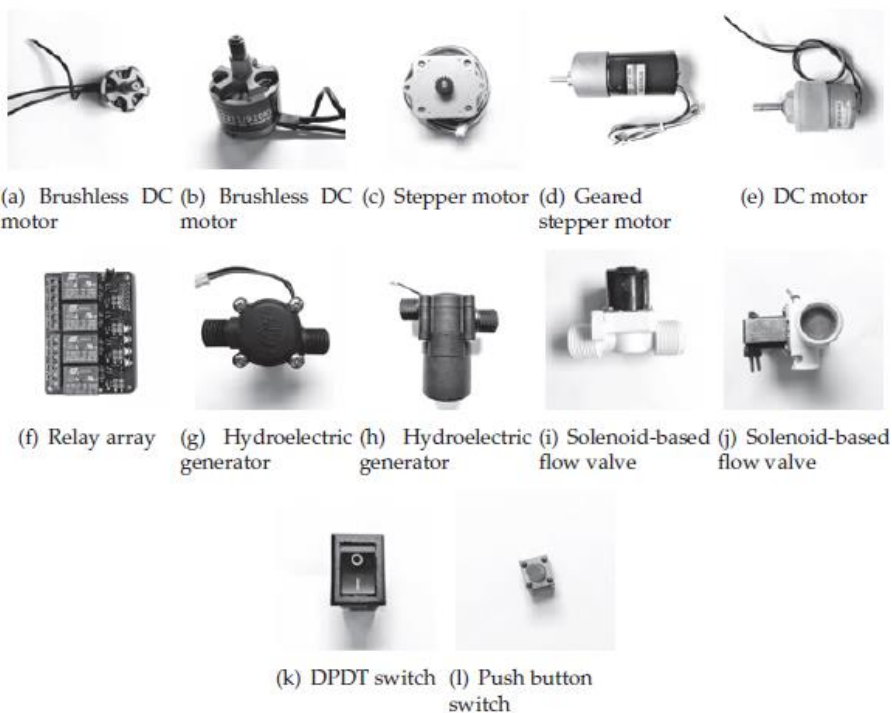 (a) Brushless DC motor
(b) Brushless DC motor
(c) Stepper motor
(d) Geared stepper motor
(e) DC motor
(f) Relay array
(g) Hydroelectric generator
(h) Hydroelectric generator
(i) Solenoid-based flow valve
(j) Solenoid-based flow valve
(k) DPDT switch
(l) Push button switch